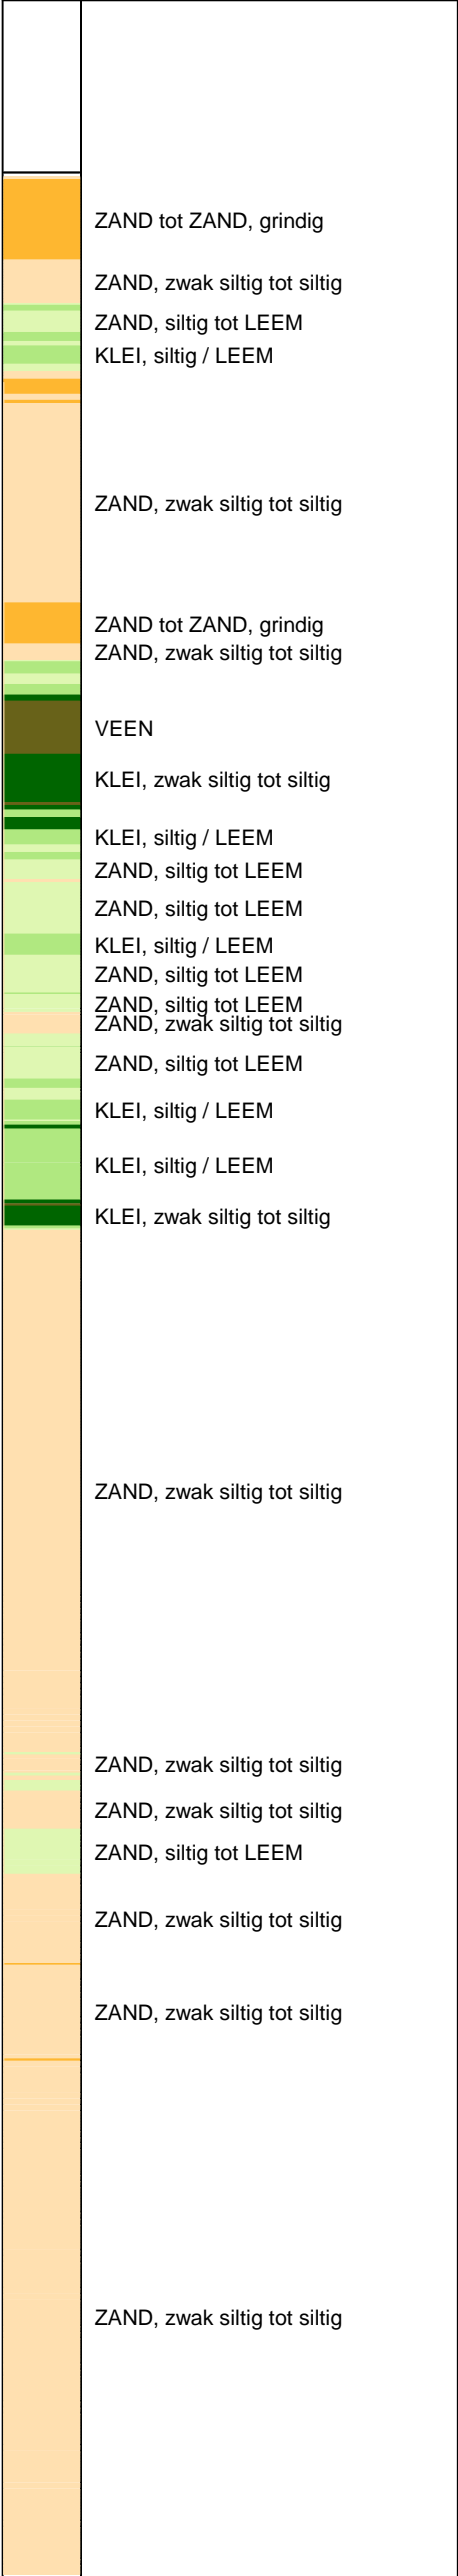 ZAND tot ZAND, grindig
ZAND, zwak siltig tot siltig
ZAND, siltig tot LEEM
KLEI, siltig / LEEM
ZAND, zwak siltig tot siltig
ZAND tot ZAND, grindig
ZAND, zwak siltig tot siltig
VEEN
KLEI, zwak siltig tot siltig
KLEI, siltig / LEEM
ZAND, siltig tot LEEM
ZAND, siltig tot LEEM
KLEI, siltig / LEEM
ZAND, siltig tot LEEM
ZAND, siltig tot LEEM
ZAND, zwak siltig tot siltig
ZAND, siltig tot LEEM
KLEI, siltig / LEEM
KLEI, siltig / LEEM
KLEI, zwak siltig tot siltig
ZAND, zwak siltig tot siltig
ZAND, zwak siltig tot siltig
ZAND, zwak siltig tot siltig
ZAND, siltig tot LEEM
ZAND, zwak siltig tot siltig
ZAND, zwak siltig tot siltig
ZAND, zwak siltig tot siltig